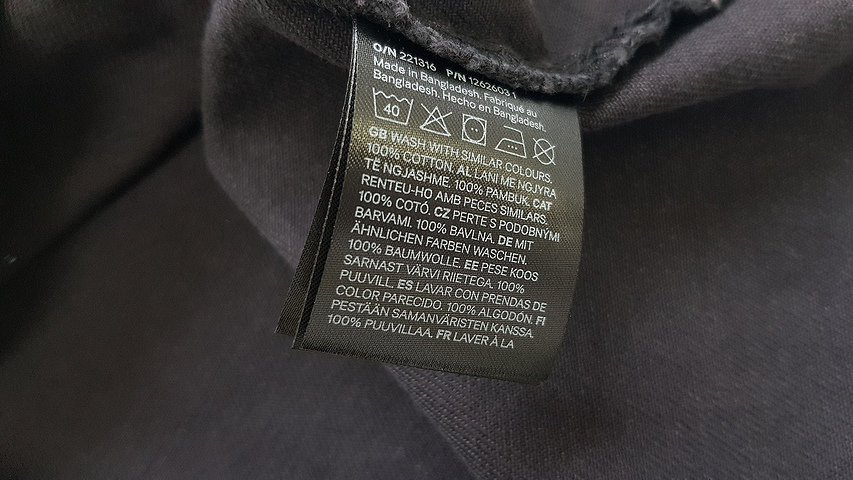 O/N 221316 P/N 1262603 1
Made in Bangladesh. Fabriqué au
Bangladesh. Hecho en Bangladesh.
40
GB WASH WITH SIMILAR COLOURS.
100% COTTON. AL LANI ME NGJYRA
TË NGJASHME. 100% PAMBUK. CAT
RENTEU-HO AMB PECES SIMILARS.
100% COTÓ. CZ PERTE S PODOBNÝMI
BARVAMI. 100% BAVLNA. DE MIT
ÄHNLICHEN FARBEN WASCHEN.
100% BAUMWOLLE. EE PESE KOOS
SARNAST VÄRVI RIIETEGA. 100%
PUUVILL. ES LAVAR CON PRENDAS DE
COLOR PARECIDO. 100% ALGODÓN. FI
PESTÄÄN SAMANVÄRISTEN KANSSA.
100% PUUVILLAA. FR LAVER À LA